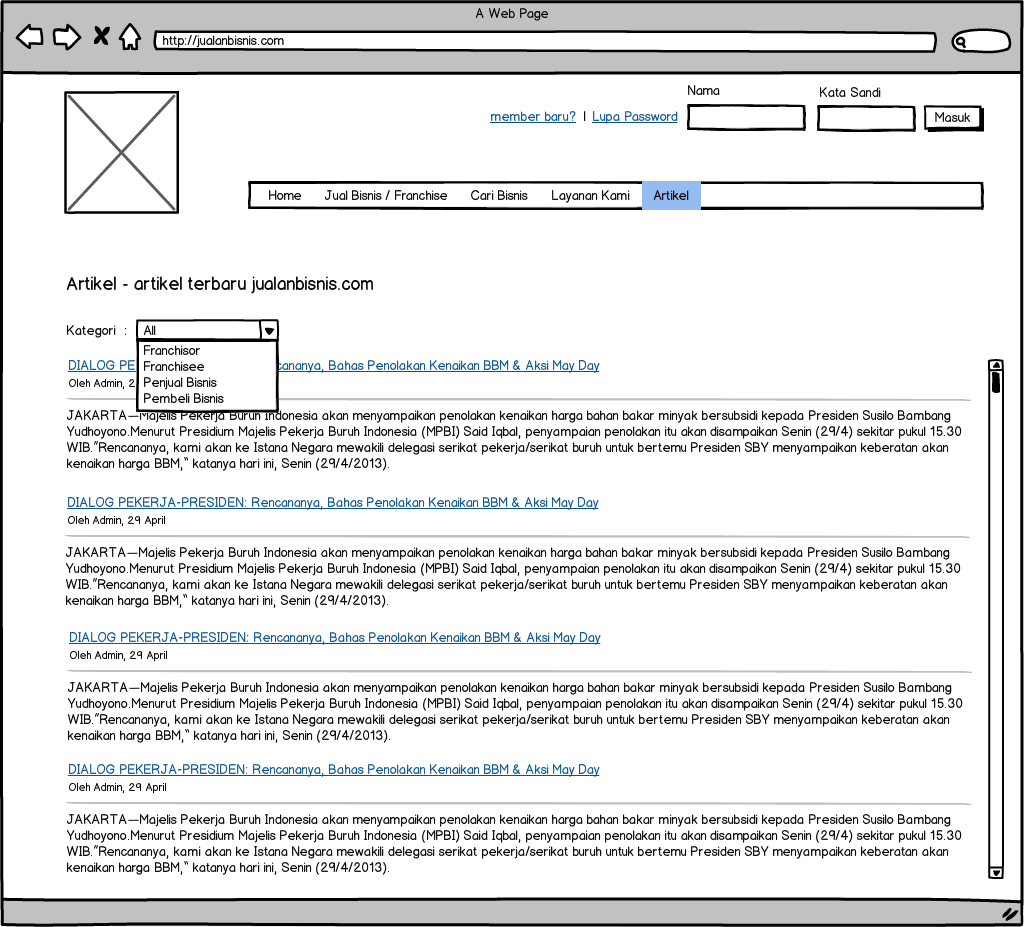 A Web Page
http://jualanbisnis.com
Nama
Kata Sandi
member baru? | Lupa Password
Masuk
Home Jual Bisnis / Franchise Cari Bisnis Layanan Kami Artikel
Artikel - artikel terbaru jualanbisnis.com
Kategori : All
Franchisor
Franchisee
Penjual Bisnis
Pembeli Bisnis
DIALOG PE cananya, Bahas Penolakan Kenaikan BBM & Aksi May Day
Oleh Admin, 2
JAKARTA—Majelis Pekerja Buruh Indonesia akan menyampaikan penolakan kenaikan harga bahan bakar minyak bersubsidi kepada Presiden Susilo Bambang
Yudhoyono.Menurut Presidium Majelis Pekerja Buruh Indonesia (MPBI) Said Iqbal, penyampaian penolakan itu akan disampaikan Senin (29/4) sekitar pukul 15.30
WIB.“Rencananya, kami akan ke Istana Negara mewakili delegasi serikat pekerja/serikat buruh untuk bertemu Presiden SBY menyampaikan keberatan akan
kenaikan harga BBM,“ katanya hari ini, Senin (29/4/2013).
DIALOG PEKERJA-PRESIDEN: Rencananya, Bahas Penolakan Kenaikan BBM & Aksi May Day
Oleh Admin, 29 April
JAKARTA—Majelis Pekerja Buruh Indonesia akan menyampaikan penolakan kenaikan harga bahan bakar minyak bersubsidi kepada Presiden Susilo Bambang
Yudhoyono.Menurut Presidium Majelis Pekerja Buruh Indonesia (MPBI) Said Iqbal, penyampaian penolakan itu akan disampaikan Senin (29/4) sekitar pukul 15.30
WIB.“Rencananya, kami akan ke Istana Negara mewakili delegasi serikat pekerja/serikat buruh untuk bertemu Presiden SBY menyampaikan keberatan akan
kenaikan harga BBM,“ katanya hari ini, Senin (29/4/2013).
DIALOG PEKERJA-PRESIDEN: Rencananya, Bahas Penolakan Kenaikan BBM & Aksi May Day
Oleh Admin, 29 April
JAKARTA—Majelis Pekerja Buruh Indonesia akan menyampaikan penolakan kenaikan harga bahan bakar minyak bersubsidi kepada Presiden Susilo Bambang
Yudhoyono.Menurut Presidium Majelis Pekerja Buruh Indonesia (MPBI) Said Iqbal, penyampaian penolakan itu akan disampaikan Senin (29/4) sekitar pukul 15.30
WIB.“Rencananya, kami akan ke Istana Negara mewakili delegasi serikat pekerja/serikat buruh untuk bertemu Presiden SBY menyampaikan keberatan akan
kenaikan harga BBM,“ katanya hari ini, Senin (29/4/2013).
DIALOG PEKERJA-PRESIDEN: Rencananya, Bahas Penolakan Kenaikan BBM & Aksi May Day
Oleh Admin, 29 April
JAKARTA—Majelis Pekerja Buruh Indonesia akan menyampaikan penolakan kenaikan harga bahan bakar minyak bersubsidi kepada Presiden Susilo Bambang
Yudhoyono.Menurut Presidium Majelis Pekerja Buruh Indonesia (MPBI) Said Iqbal, penyampaian penolakan itu akan disampaikan Senin (29/4) sekitar pukul 15.30
WIB.“Rencananya, kami akan ke Istana Negara mewakili delegasi serikat pekerja/serikat buruh untuk bertemu Presiden SBY menyampaikan keberatan akan
kenaikan harga BBM,“ katanya hari ini, Senin (29/4/2013).